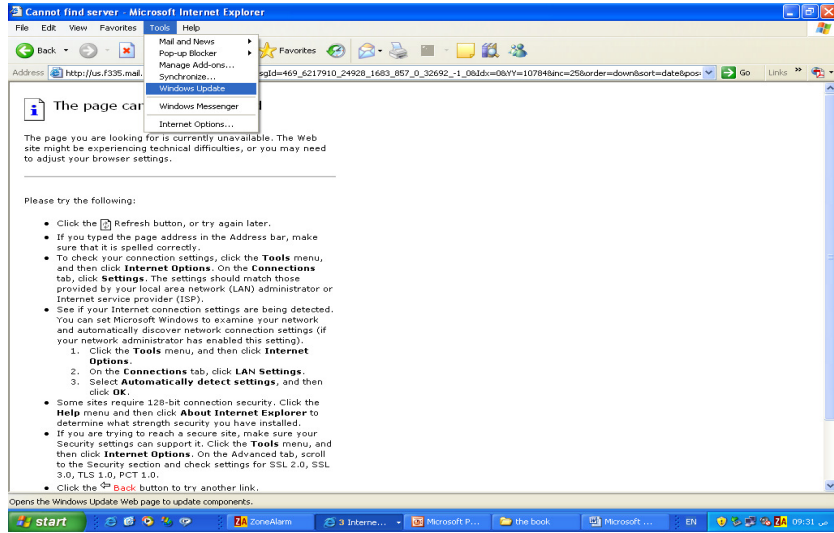 Cannot find server - Microsoft Internet Explorer
File Edit View Favorites Tools Help
Back Favorites
Mail and News
Pop-up Blocker
Manage Add-ons...
Synchronize...
Windows Update
Windows Messenger
Internet Options...
Address http://us.f335.mail. sgId=469_6217910_24928_1683_857_0_32692_-1_0&Idx=0&YY=10784&inc=25&order=down&sort=date&pos= Go Links »
The page can
The page you are looking for is currently unavailable. The Web
site might be experiencing technical difficulties, or you may need
to adjust your browser settings.
Please try the following:
• Click the Refresh button, or try again later.
• If you typed the page address in the Address bar, make
sure that it is spelled correctly.
• To check your connection settings, click the Tools menu,
and then click Internet Options. On the Connections
tab, click Settings. The settings should match those
provided by your local area network (LAN) administrator or
Internet service provider (ISP).
• See if your Internet connection settings are being detected.
You can set Microsoft Windows to examine your network
and automatically discover network connection settings (if
your network administrator has enabled this setting).
1. Click the Tools menu, and then click Internet
Options.
2. On the Connections tab, click LAN Settings.
3. Select Automatically detect settings, and then
click OK.
• Some sites require 128-bit connection security. Click the
Help menu and then click About Internet Explorer to
determine what strength security you have installed.
• If you are trying to reach a secure site, make sure your
Security settings can support it. Click the Tools menu, and
then click Internet Options. On the Advanced tab, scroll
to the Security section and check settings for SSL 2.0, SSL
3.0, TLS 1.0, PCT 1.0.
• Click the Back button to try another link.
Opens the Windows Update Web page to update components.
start ZoneAlarm 3 Interne... Microsoft P... the book Microsoft ... EN 09:31 ص